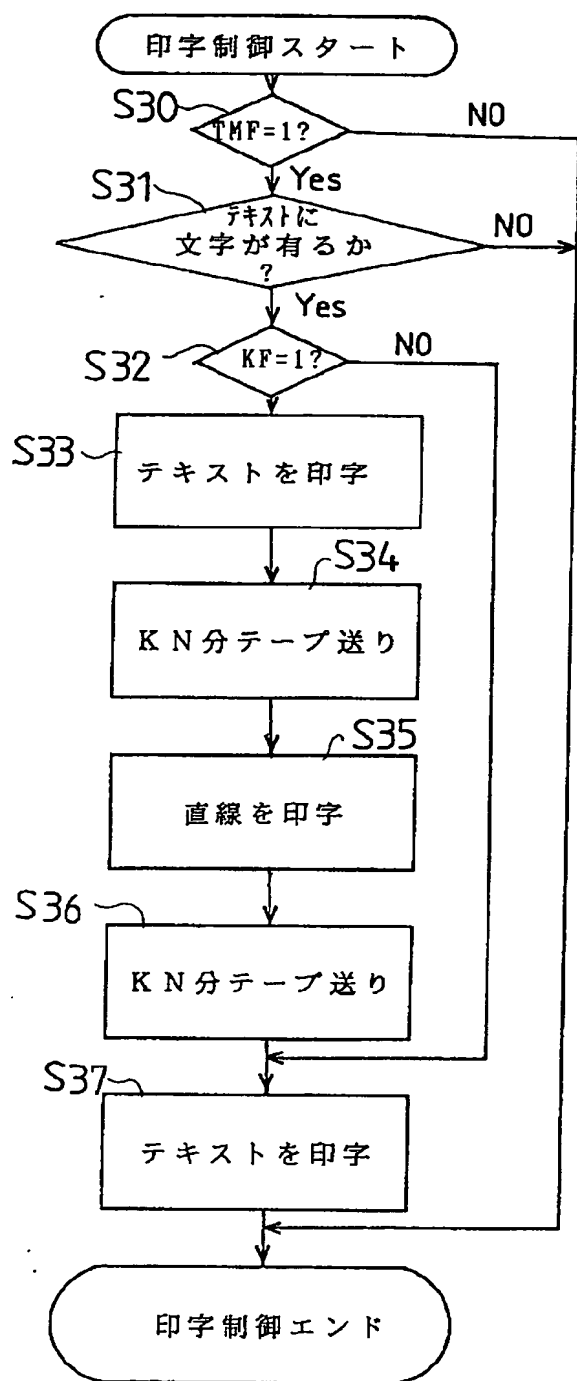 印字制御スタート
S30
TMF=1?
NO
Yes
S31
テキストに
文字が有るか
?
NO
Yes
S32
KF=1?
NO
S33
テキストを印字
S34
KN分テープ送り
S35
直線を印字
S36
KN分テープ送り
S37
テキストを印字
印字制御エンド